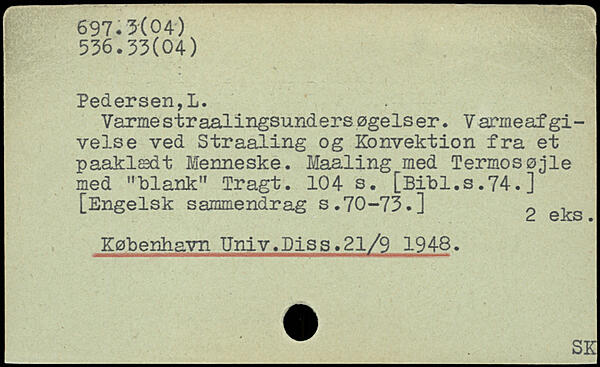 697.3(04)
536.33(04)
Pedersen,L.
Varmestraalingsundersøgelser. Varmeafgi-
velse ved Straaling og Konvektion fra et
paaklædt Menneske. Maaling med Termosøjle
med "blank" Tragt. 104 s. [Bibl.s.74.]
[Engelsk sammendrag s.70-73.]
2 eks.
København Univ.Diss.21/9 1948.
SK